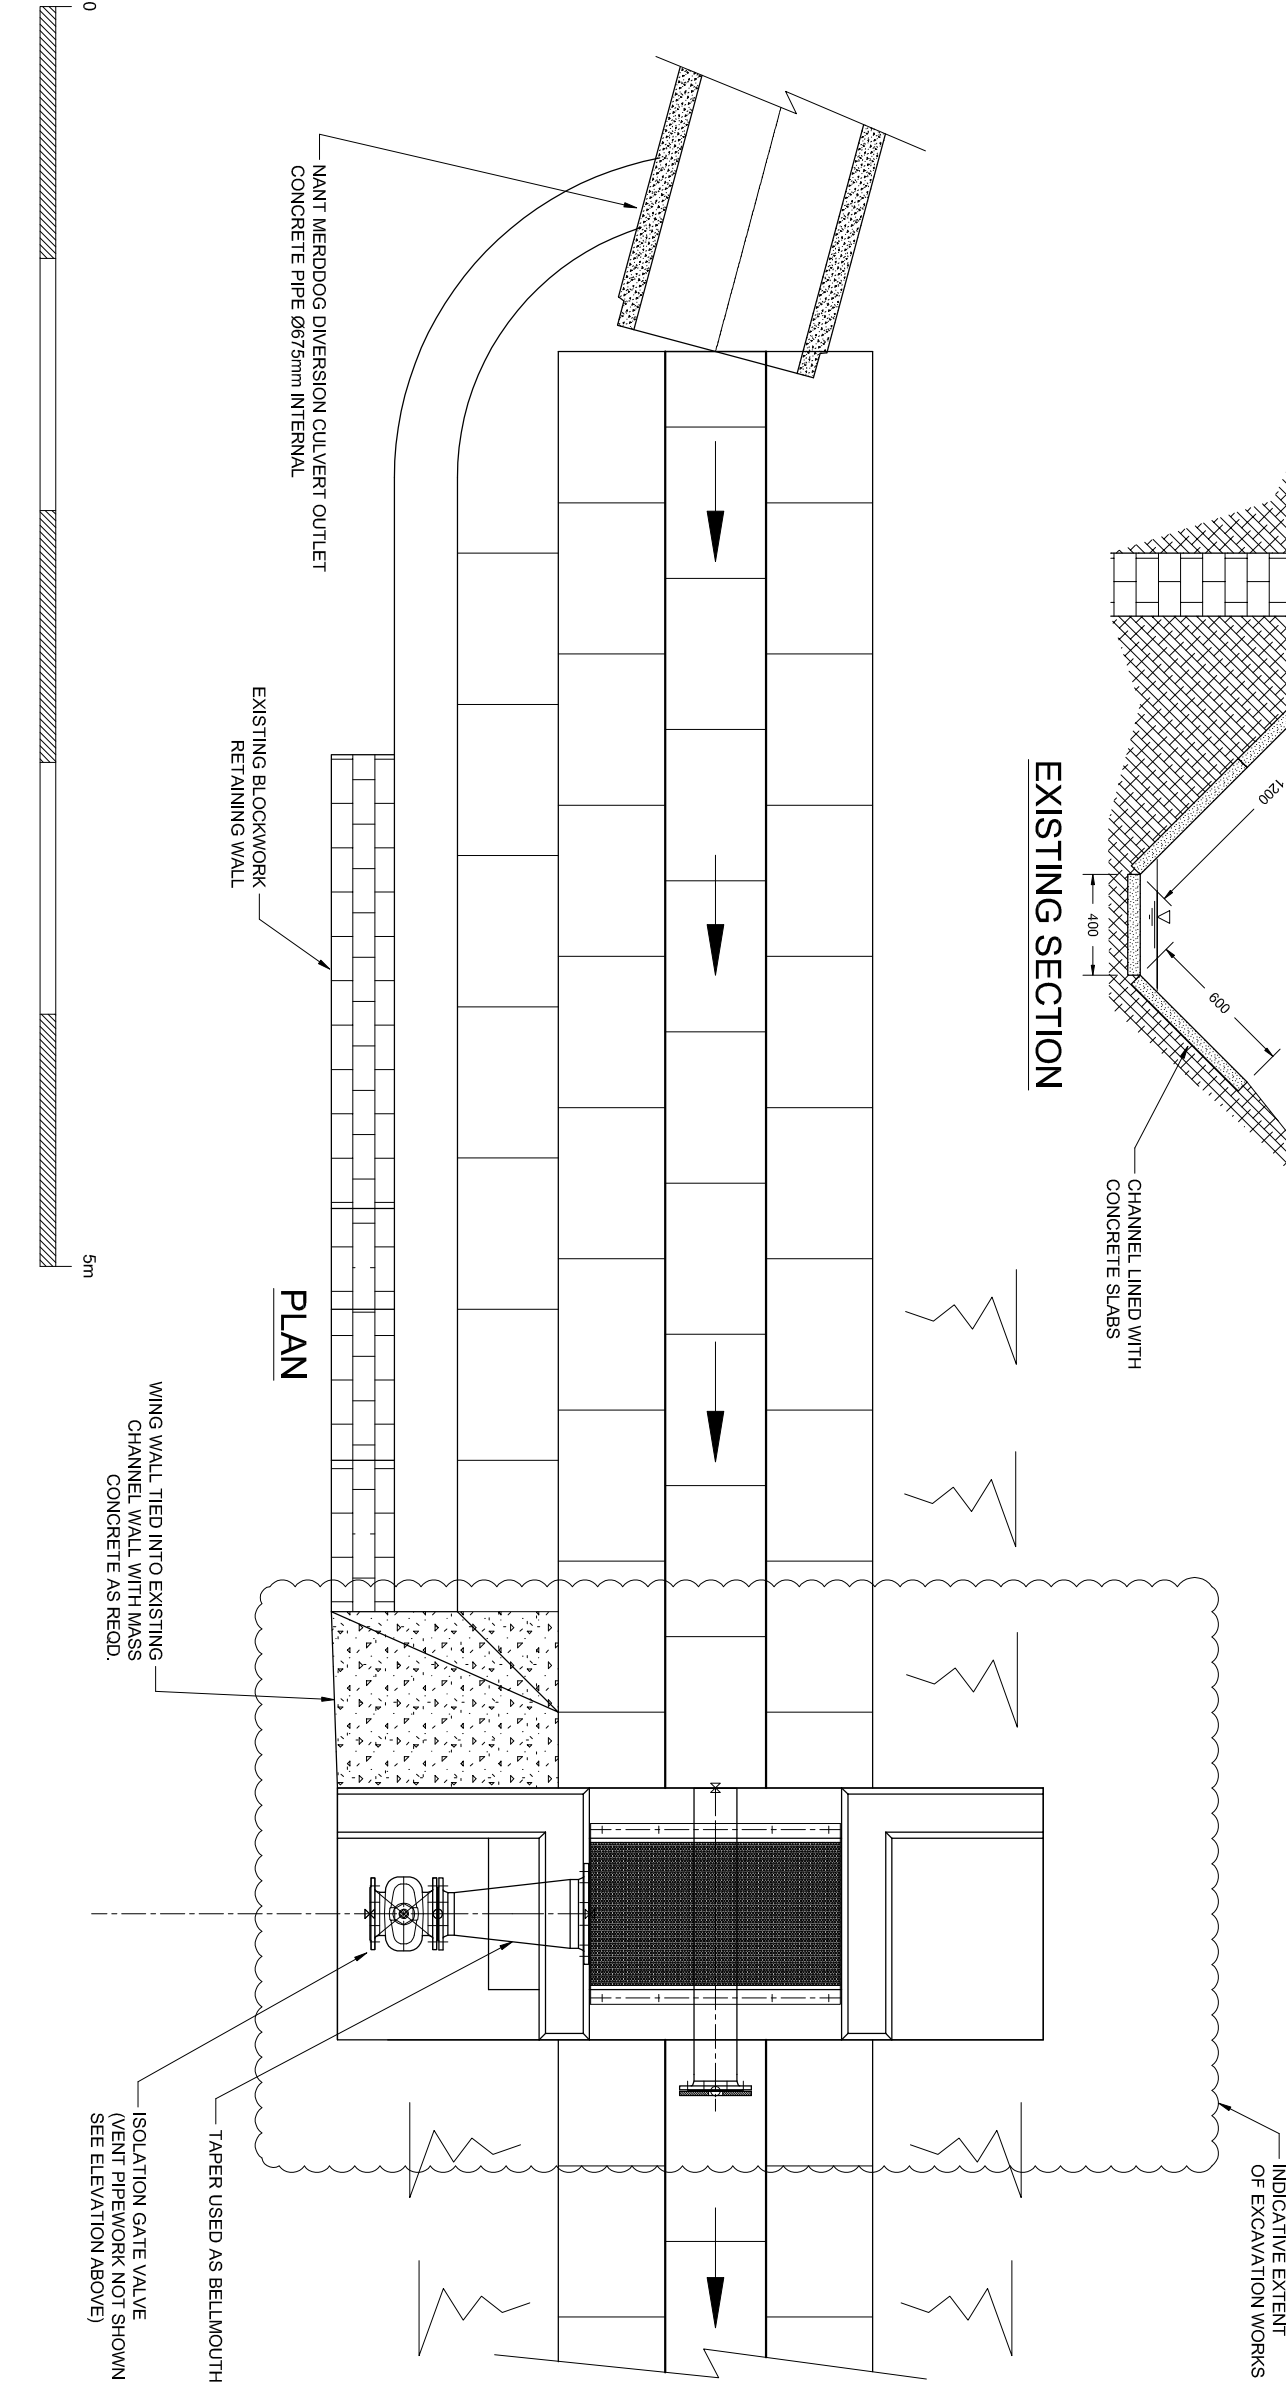 EXISTING SECTION
1200
400
600
CHANNEL LINED WITH
CONCRETE SLABS
NANT MERDDOG DIVERSION CULVERT OUTLET
CONCRETE PIPE Ø675mm INTERNAL
EXISTING BLOCKWORK
RETAINING WALL
PLAN
WING WALL TIED INTO EXISTING
CHANNEL WALL WITH MASS
CONCRETE AS REQD.
INDICATIVE EXTENT
OF EXCAVATION WORKS
TAPER USED AS BELLMOUTH
ISOLATION GATE VALVE
(VENT PIPEWORK NOT SHOWN
SEE ELEVATION ABOVE)
0
5m